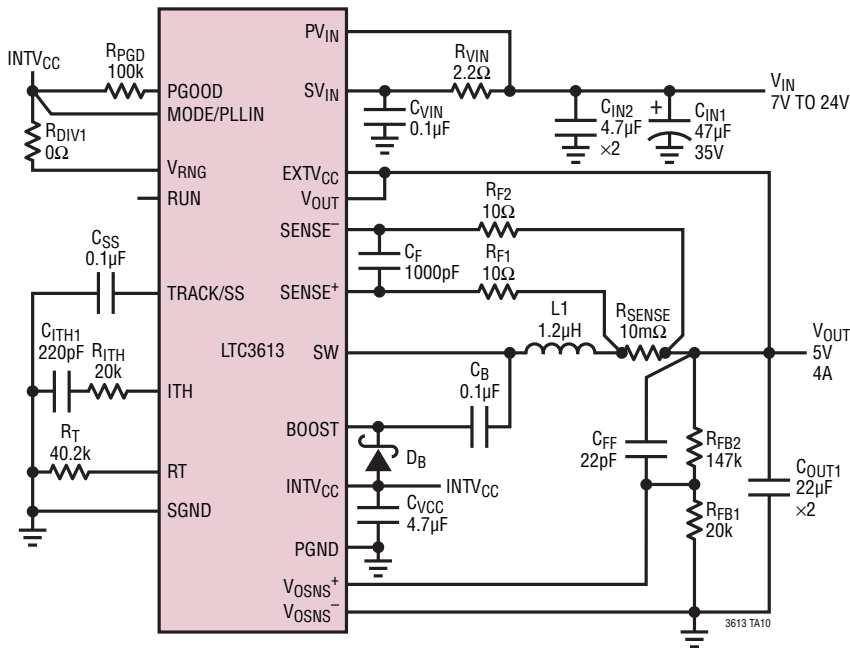 INTVCC
RPGD
100k
RDIV1
0Ω
PGOOD
MODE/PLLIN
VRNG
RUN
CSS
0.1µF
TRACK/SS
CITH1
220pF
RITH
20k
ITH
RT
40.2k
RT
SGND
LTC3613
PVIN
SVIN
RVIN
2.2Ω
CVIN
0.1µF
CIN2
4.7µF
×2
+
CIN1
47µF
35V
VIN
7V TO 24V
EXTVCC
VOUT
SENSE–
RF2
10Ω
CF
1000pF
RF1
10Ω
SENSE+
L1
1.2µH
RSENSE
10mΩ
SW
VOUT
5V
4A
CB
0.1µF
BOOST
DB
INTVCC
INTVCC
CVCC
4.7µF
PGND
CFF
22pF
RFB2
147k
RFB1
20k
COUT1
22µF
×2
VOSNS+
VOSNS–
3613 TA10